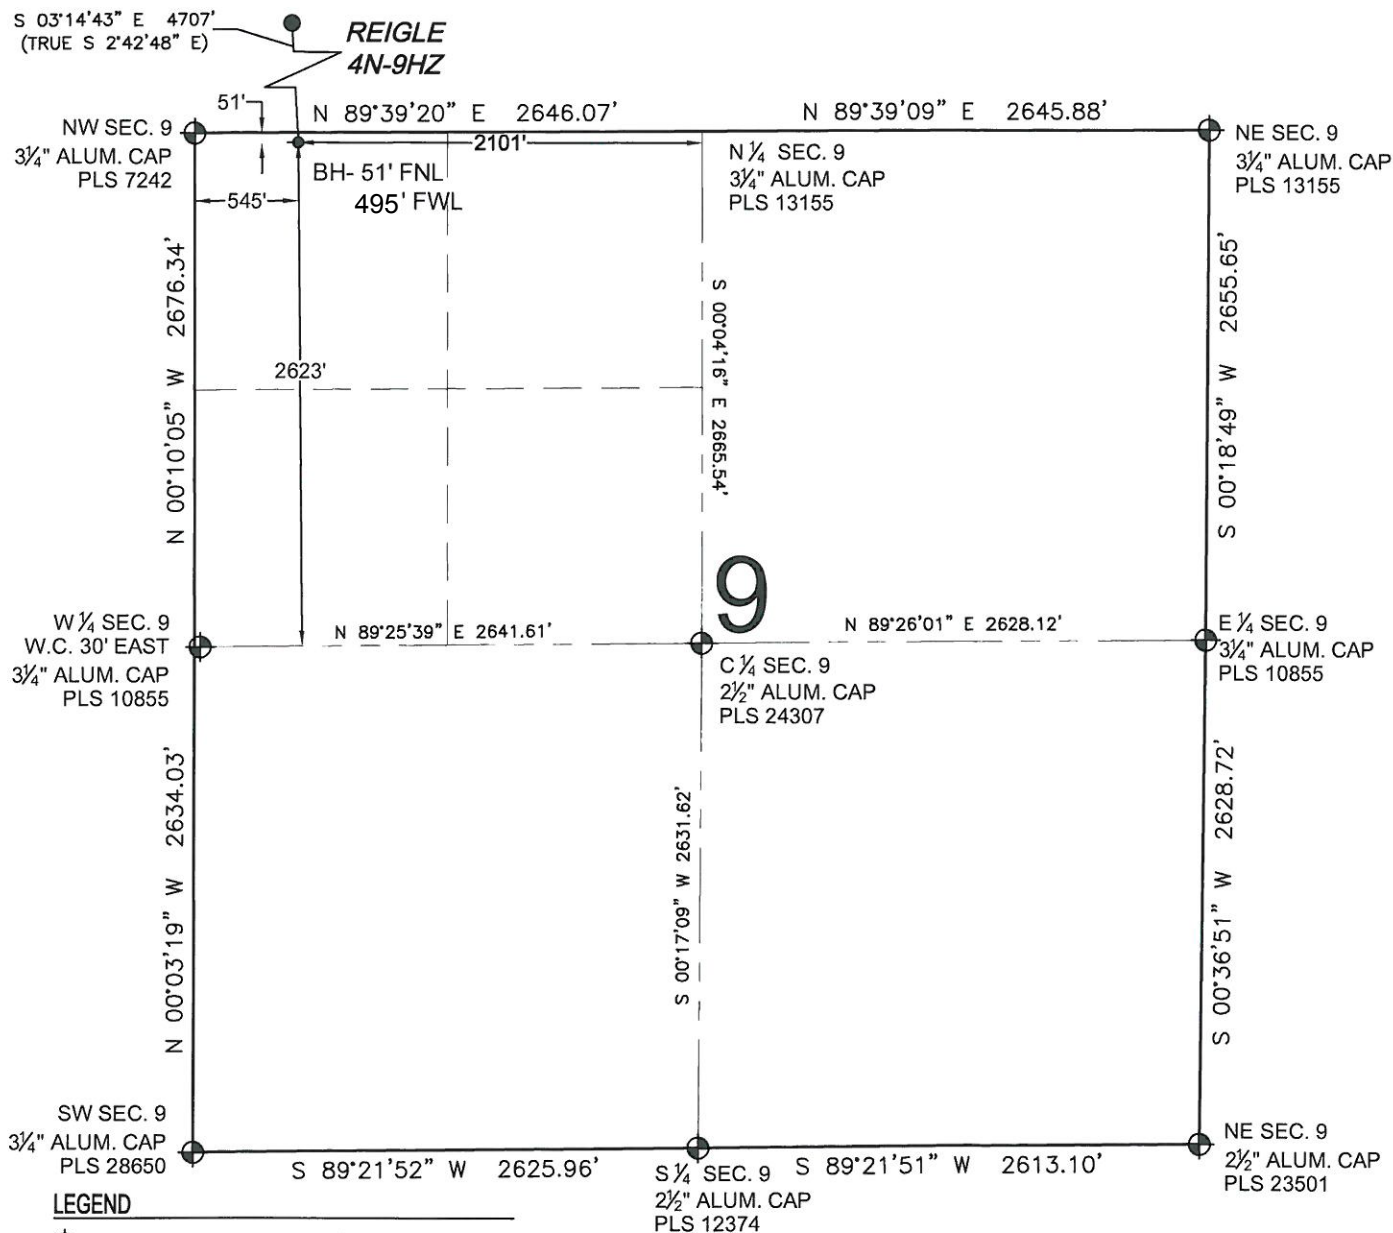 S 03°14'43" E 4707'
(TRUE S 2°42'48" E)
REIGLE
4N-9HZ
51'
N 89°39'20" E 2646.07'
N 89°39'09" E 2645.88'
NW SEC. 9
3¼" ALUM. CAP
PLS 7242
2101'
BH- 51' FNL
495' FWL
545'
N ¼ SEC. 9
3¼" ALUM. CAP
PLS 13155
NE SEC. 9
3¼" ALUM. CAP
PLS 13155
N 00°10'05" W 2676.34'
2623'
S 00°04'16" E 2665.54'
S 00°18'49" W 2655.65'
9
W ¼ SEC. 9
W.C. 30' EAST
3¼" ALUM. CAP
PLS 10855
N 89°25'39" E 2641.61'
N 89°26'01" E 2628.12'
C ¼ SEC. 9
2½" ALUM. CAP
PLS 24307
E ¼ SEC. 9
3¼" ALUM. CAP
PLS 10855
N 00°03'19" W 2634.03'
S 00°17'09" W 2631.62'
S 00°36'51" W 2628.72'
SW SEC. 9
3¼" ALUM. CAP
PLS 28650
S 89°21'52" W 2625.96'
S ¼ SEC. 9
2½" ALUM. CAP
PLS 12374
S 89°21'51" W 2613.10'
NE SEC. 9
2½" ALUM. CAP
PLS 23501
LEGEND